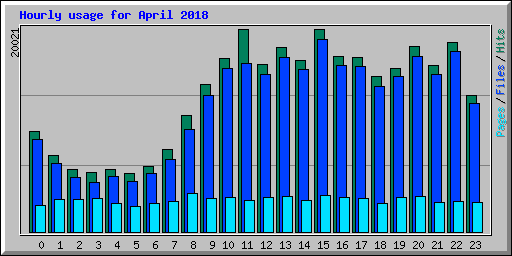 Hourly usage for April 2018
20021
Pages/Files/Hits
0 1 2 3 4 5 6 7 8 9 10 11 12 13 14 15 16 17 18 19 20 21 22 23